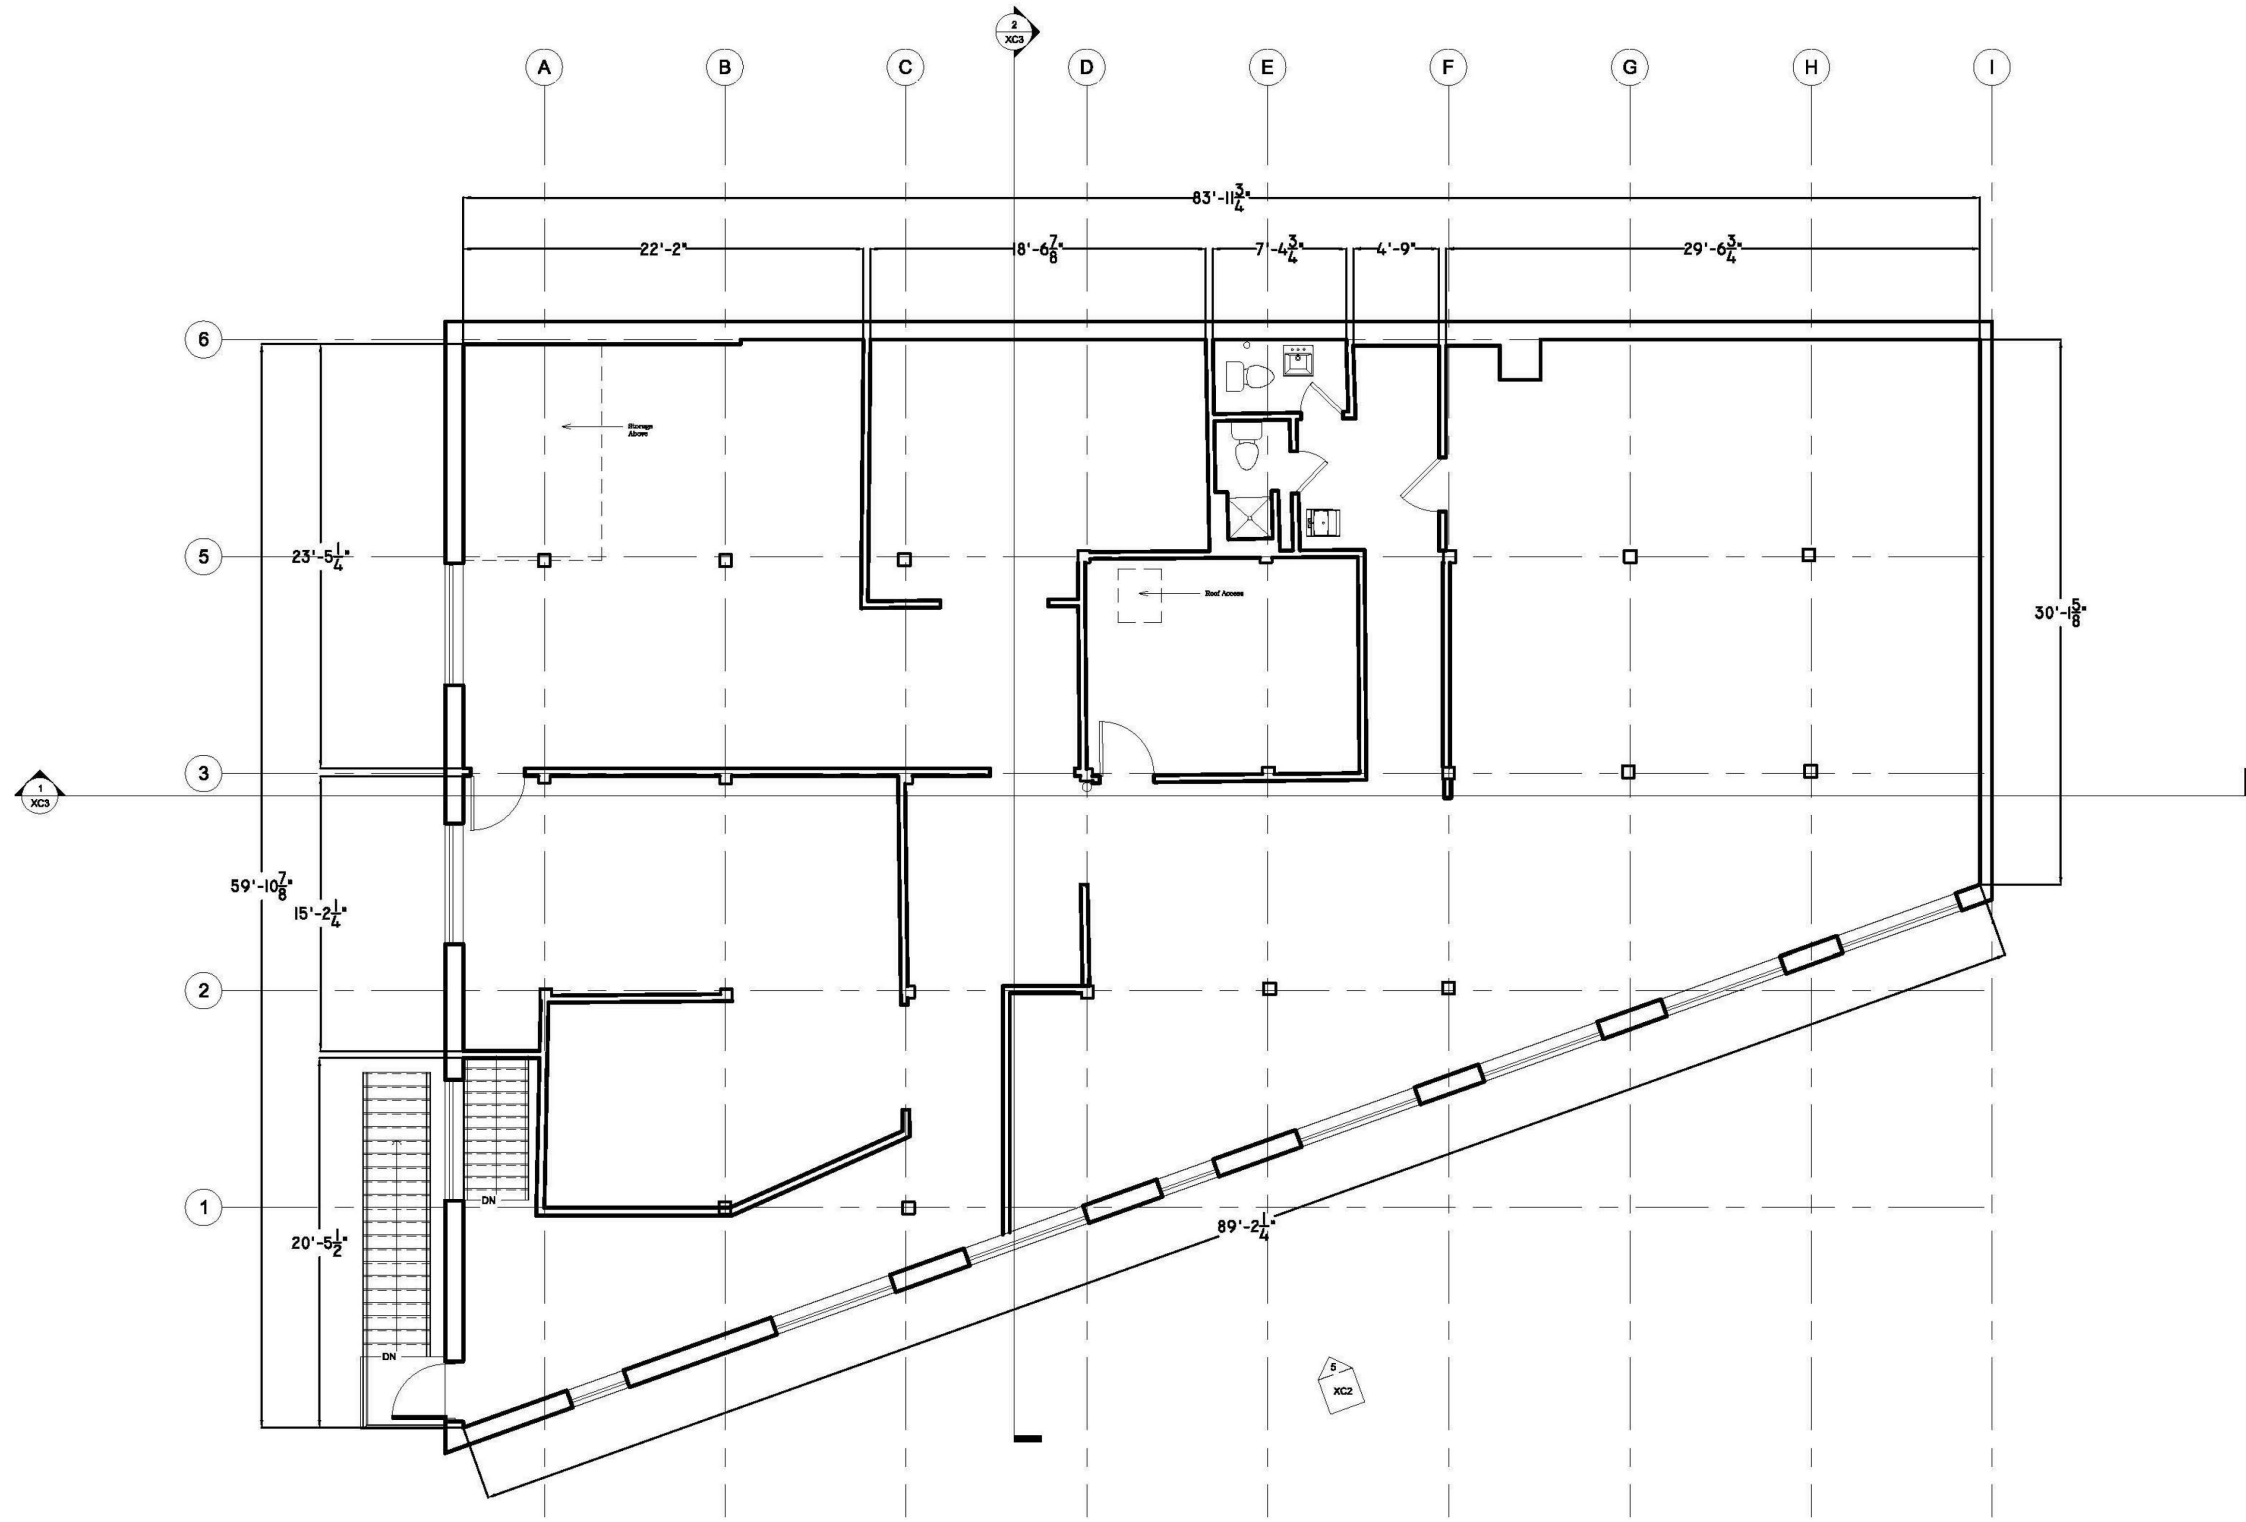 2
XC3
A B C D E F G H I
83'-11 3/4"
22'-2" 18'-6 7/8" 7'-4 3/4" 4'-9" 29'-6 3/4"
6
Storage
Above
5
23'-5 1/4"
Roof Access
30'-1 5/8"
3
1
XC3
59'-10 7/8"
15'-2 1/4"
2
DN
1
20'-5 1/2"
89'-2 1/4"
DN
5
XC2